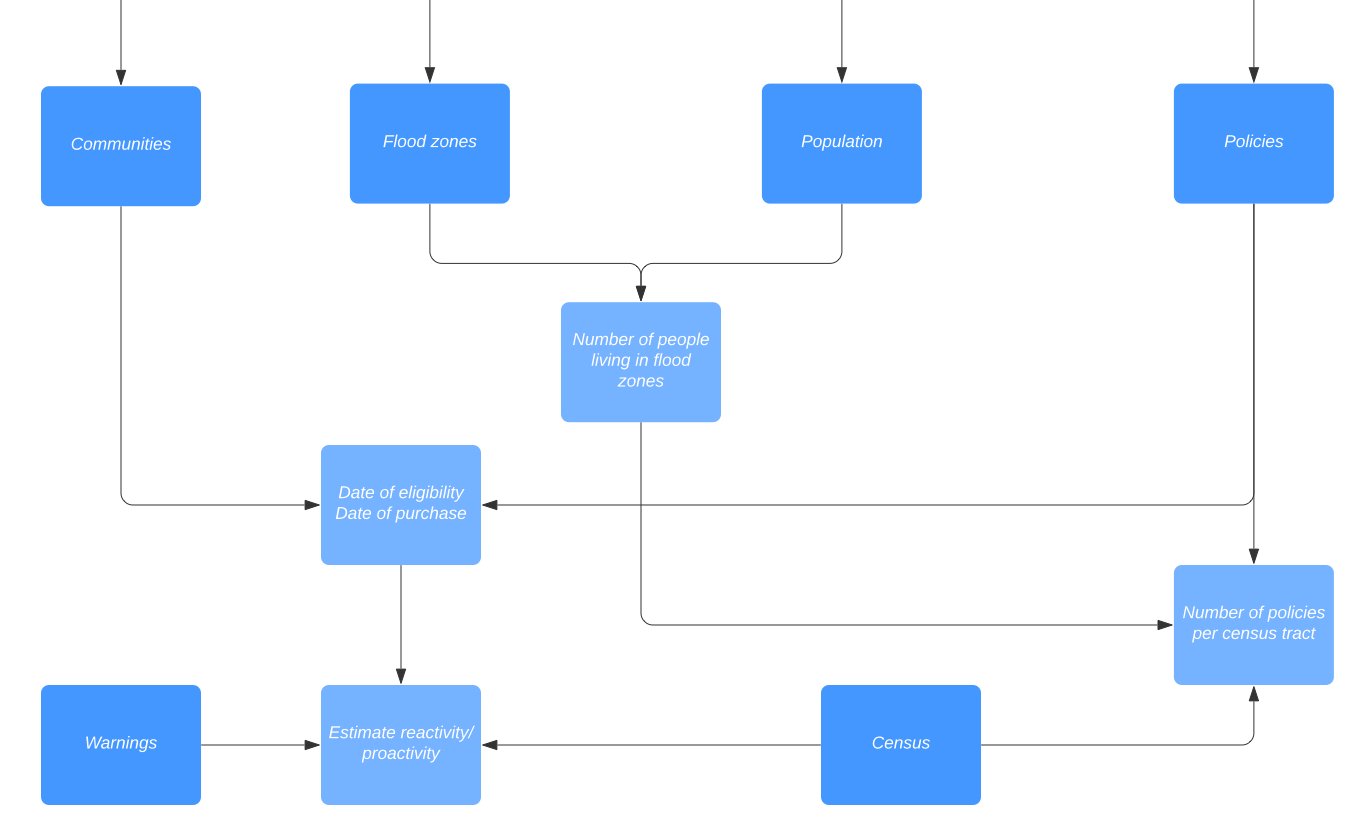 Communities
Flood zones
Population
Policies
Number of people
living in flood
zones
Date of eligibility
Date of purchase
Number of policies
per census tract
Warnings
Estimate reactivity/
proactivity
Census